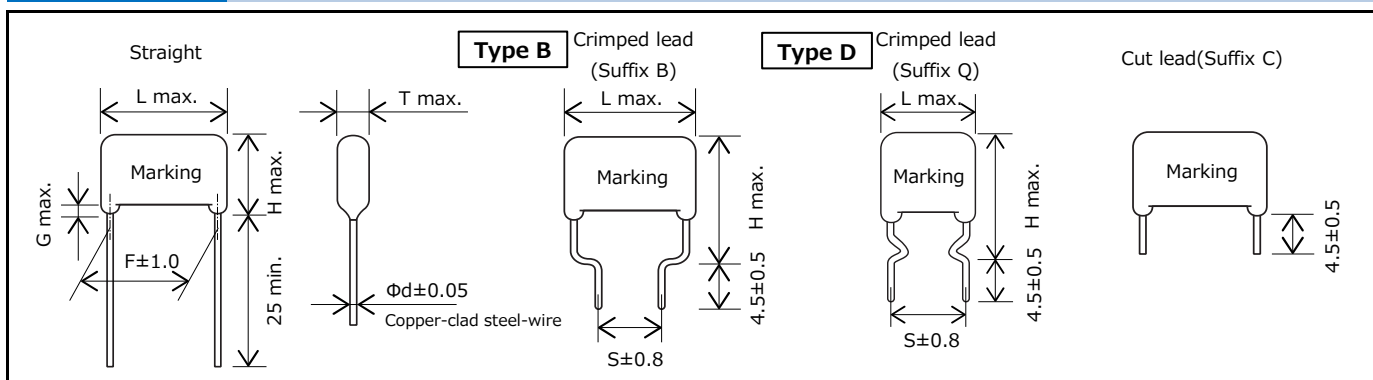 Straight
L max.
T max.
Marking
H max.
G max.
F±1.0
25 min.
Φd±0.05
Copper-clad steel-wire
Type B
Crimped lead
(Suffix B)
L max.
Marking
H max.
4.5±0.5
S±0.8
Type D
Crimped lead
(Suffix Q)
L max.
Marking
H max.
4.5±0.5
S±0.8
Cut lead(Suffix C)
Marking
4.5±0.5